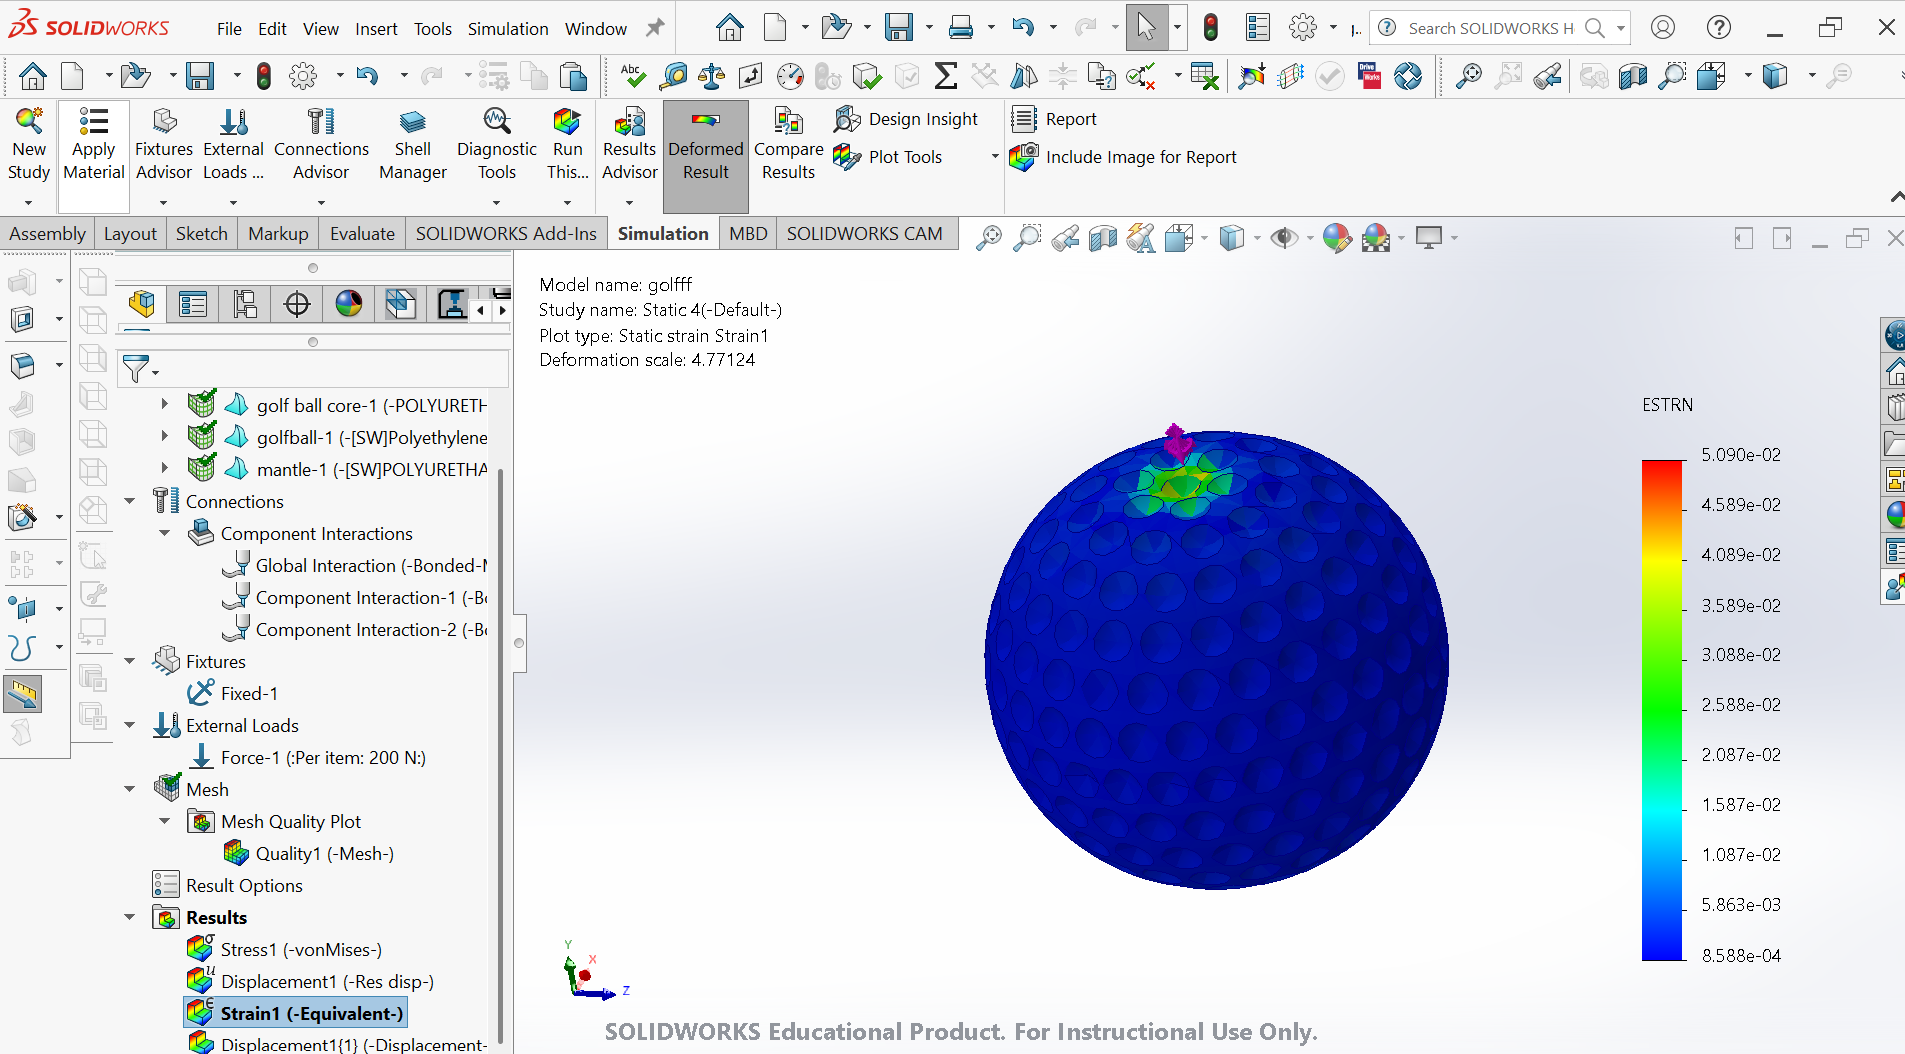 SOLIDWORKS File Edit View Insert Tools Simulation Window J.. Search SOLIDWORKS H
New Study
Apply Material
Fixtures Advisor
External Loads ...
Connections Advisor
Shell Manager
Diagnostic Tools
Run This...
Results Advisor
Deformed Result
Compare Results
Design Insight
Plot Tools
Report
Include Image for Report
Assembly Layout Sketch Markup Evaluate SOLIDWORKS Add-Ins Simulation MBD SOLIDWORKS CAM
golf ball core-1 (-POLYURETH
golfball-1 (-[SW]Polyethylene
mantle-1 (-[SW]POLYURETHA
Connections
Component Interactions
Global Interaction (-Bonded-M
Component Interaction-1 (-Bo
Component Interaction-2 (-Bo
Fixtures
Fixed-1
External Loads
Force-1 (:Per item: 200 N:)
Mesh
Mesh Quality Plot
Quality1 (-Mesh-)
Result Options
Results
Stress1 (-vonMises-)
Displacement1 (-Res disp-)
Strain1 (-Equivalent-)
Displacement1{1} (-Displacement-
Model name: golfff
Study name: Static 4(-Default-)
Plot type: Static strain Strain1
Deformation scale: 4.77124
ESTRN
5.090e-02
4.589e-02
4.089e-02
3.589e-02
3.088e-02
2.588e-02
2.087e-02
1.587e-02
1.087e-02
5.863e-03
8.588e-04
Y
X
Z
SOLIDWORKS Educational Product. For Instructional Use Only.